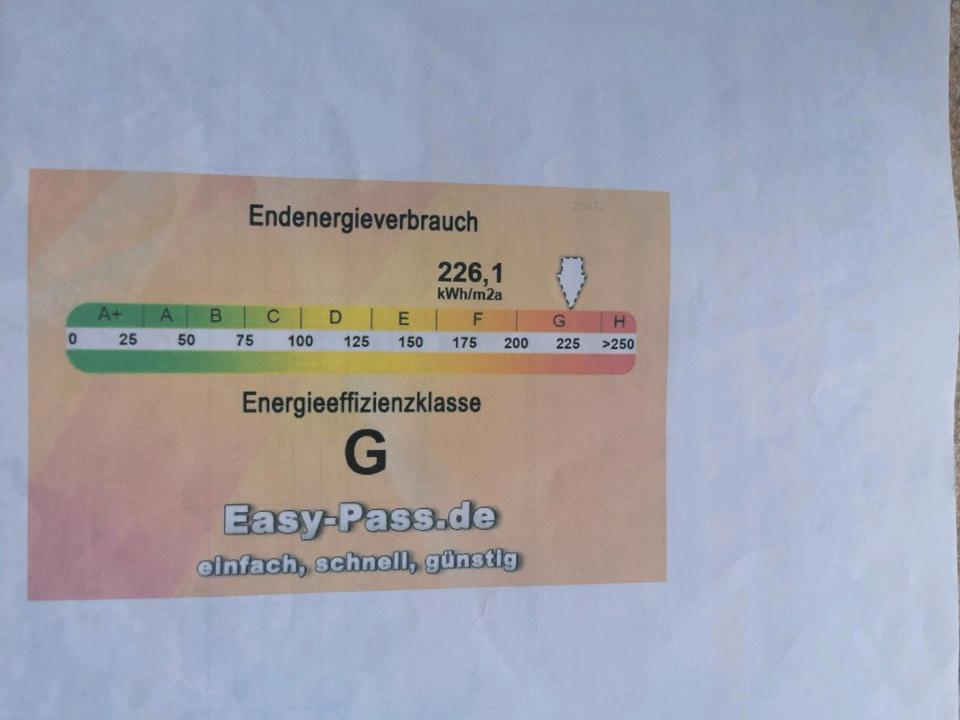 28072
Endenergieverbrauch
226,1
kWh/m2a
A+ A B C D E F G H
0 25 50 75 100 125 150 175 200 225 >250
Energieeffizienzklasse
G
Easy-Pass.de
einfach, schnell, günstig